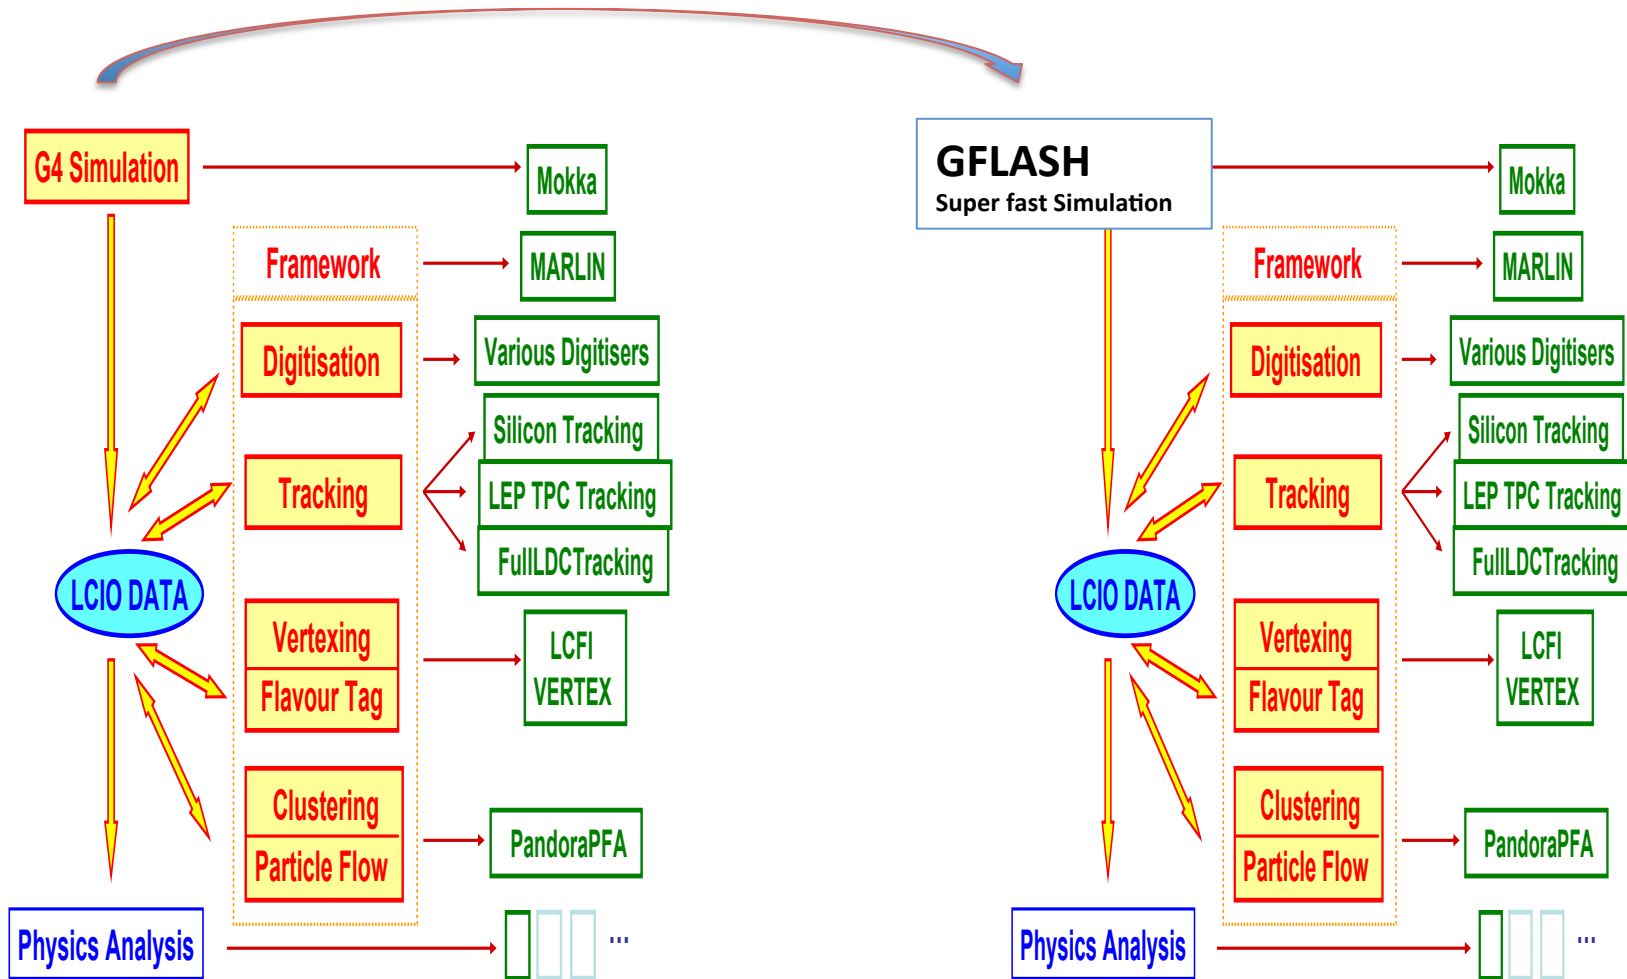 G4 Simulation
Mokka
Framework
MARLIN
Digitisation
Various Digitisers
Silicon Tracking
Tracking
LEP TPC Tracking
FullLDCTracking
LCIO DATA
Vertexing
Flavour Tag
LCFI
VERTEX
Clustering
Particle Flow
PandoraPFA
Physics Analysis
...
GFLASH
Super fast Simulation
Mokka
Framework
MARLIN
Digitisation
Various Digitisers
Silicon Tracking
Tracking
LEP TPC Tracking
FullLDCTracking
LCIO DATA
Vertexing
Flavour Tag
LCFI
VERTEX
Clustering
Particle Flow
PandoraPFA
Physics Analysis
...